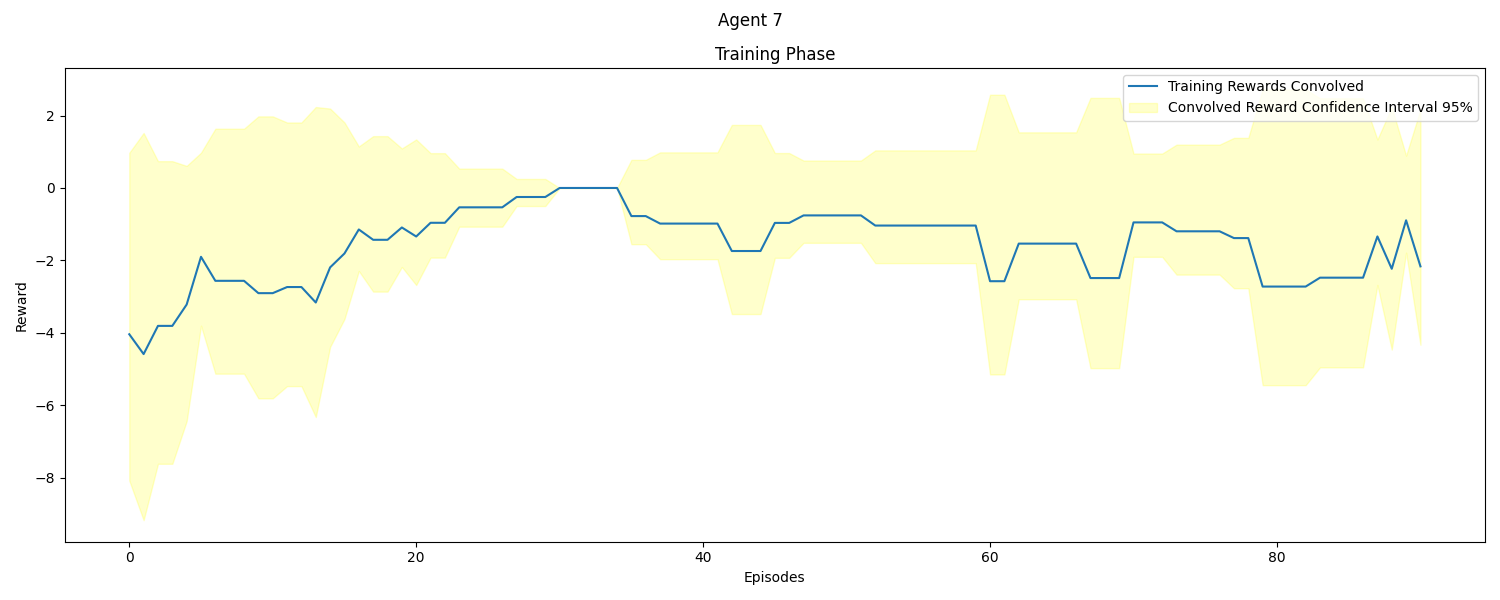 Agent 7
Training Phase
Training Rewards Convolved
Convolved Reward Confidence Interval 95%
Reward
2
0
−2
−4
−6
−8
0 20 40 60 80
Episodes